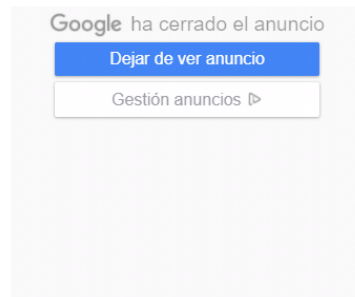 Google ha cerrado el anuncio
Dejar de ver anuncio
Gestión anuncios